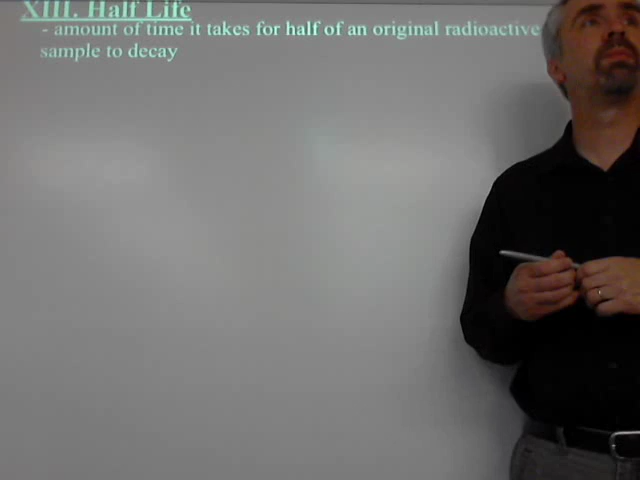 XIII. Half Life
- amount of time it takes for half of an original radioactive
sample to decay